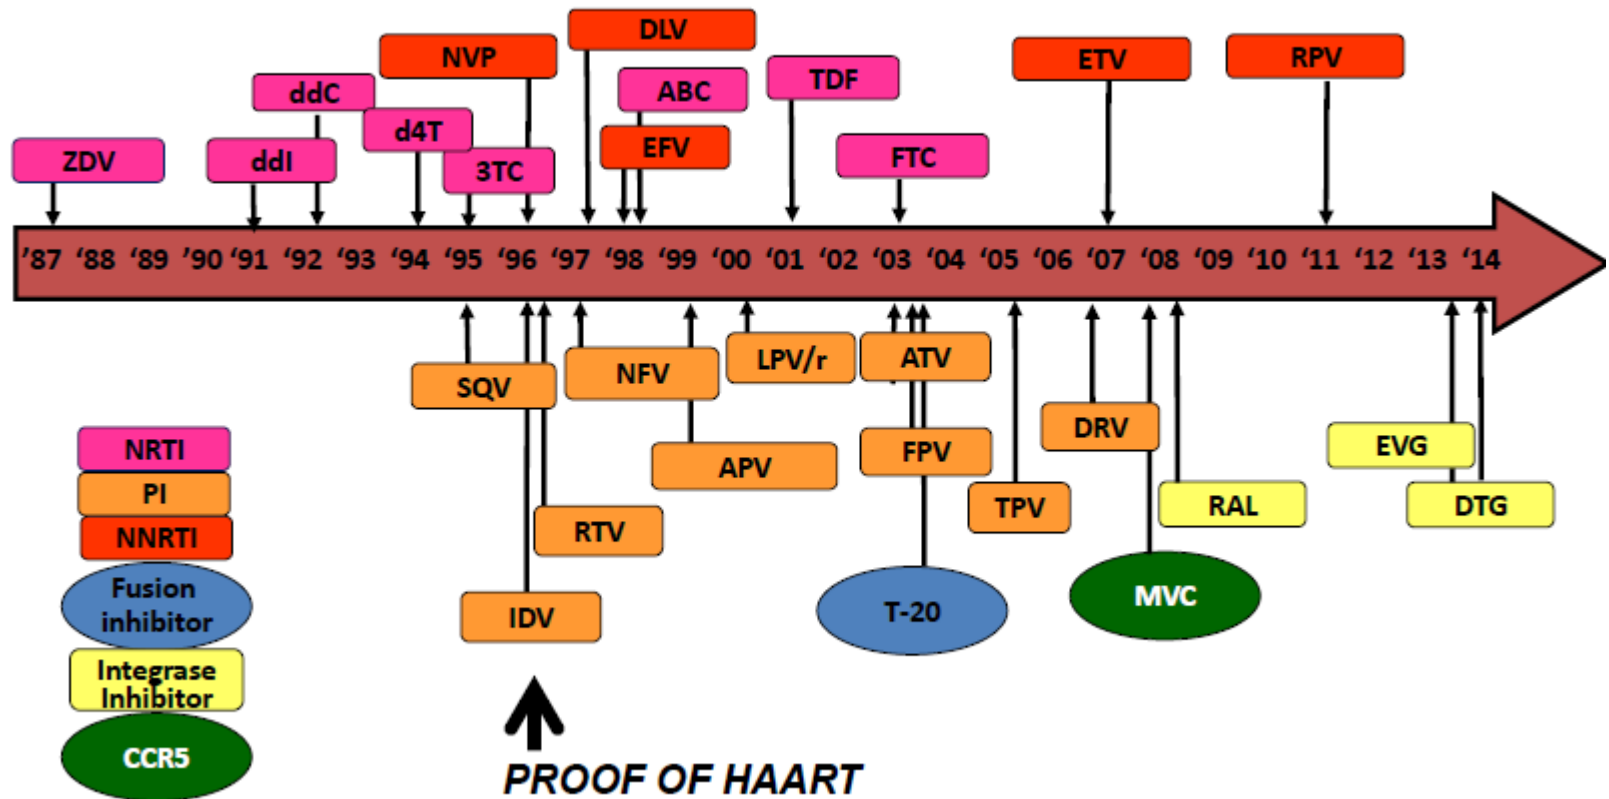 DLV
NVP
ETV
RPV
TDF
ddC
ABC
d4T
EFV
FTC
ZDV
ddI
3TC
‘87 ‘88 ‘89 ‘90 ‘91 ‘92 ‘93 ‘94 ‘95 ‘96 ‘97 ‘98 ‘99 ‘00 ‘01 ‘02 ‘03 ‘04 ‘05 ‘06 ‘07 ‘08 ‘09 ‘10 ‘11 ‘12 ‘13 ‘14
LPV/r
ATV
NFV
SQV
DRV
EVG
FPV
APV
TPV
RAL
DTG
RTV
IDV
T-20
MVC
NRTI
PI
NNRTI
Fusion
inhibitor
Integrase
Inhibitor
CCR5
PROOF OF HAART